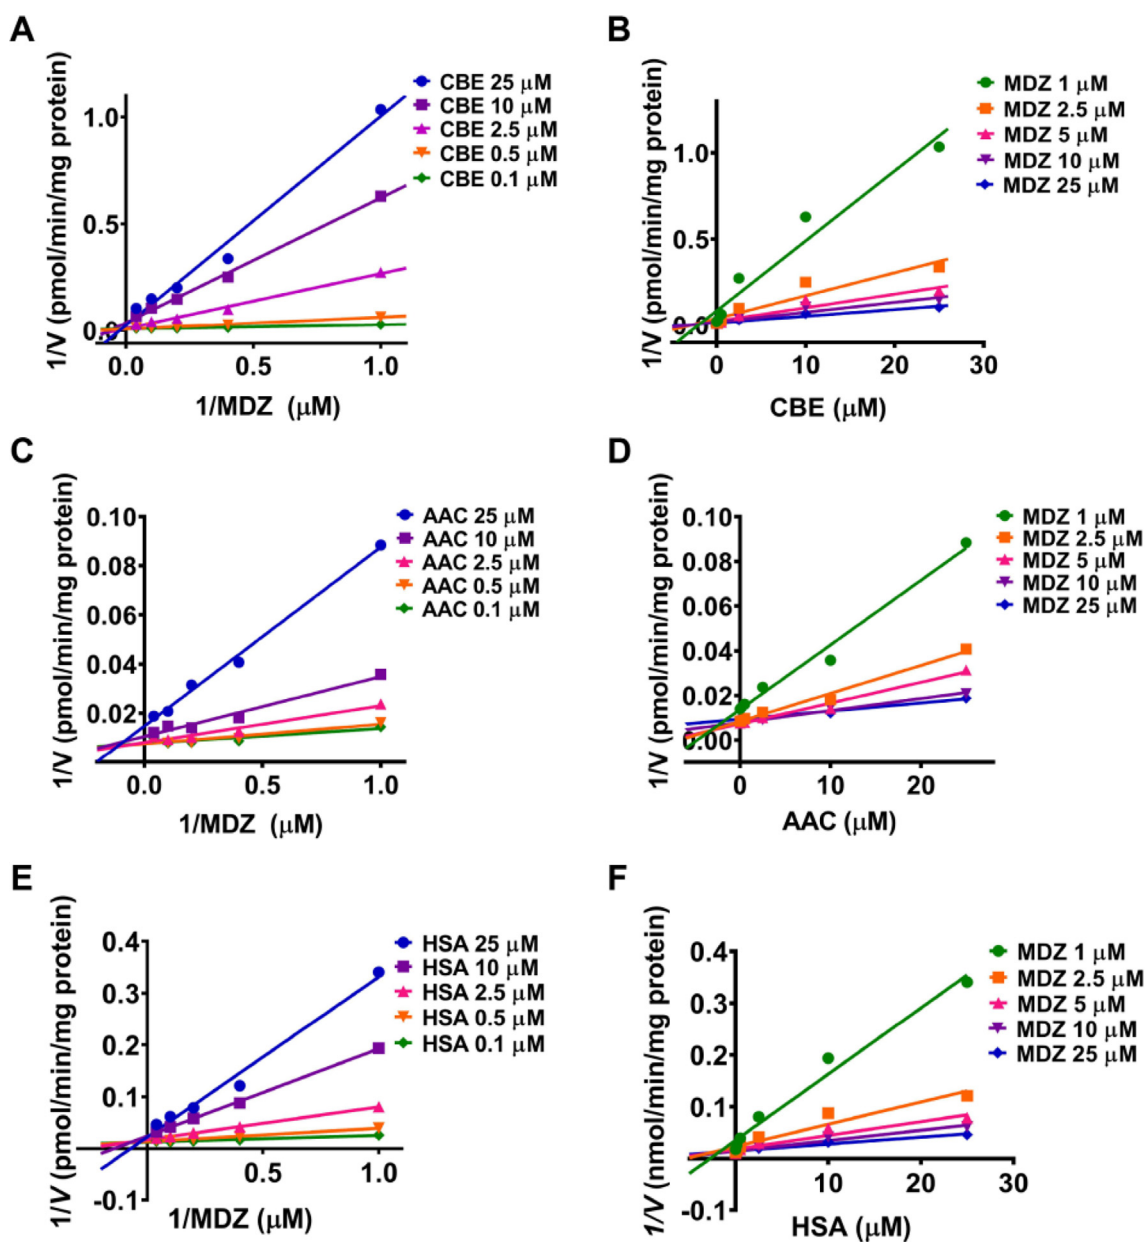 A
1/V (pmol/min/mg protein)
1.0
0.5
0.0
0.0 0.5 1.0
1/MDZ (μM)
CBE 25 μM
CBE 10 μM
CBE 2.5 μM
CBE 0.5 μM
CBE 0.1 μM
B
1/V (pmol/min/mg protein)
1.0
0.5
0.0
0 10 20 30
CBE (μM)
MDZ 1 μM
MDZ 2.5 μM
MDZ 5 μM
MDZ 10 μM
MDZ 25 μM
C
1/V (pmol/min/mg protein)
0.10
0.08
0.06
0.04
0.02
0.0 0.5 1.0
1/MDZ (μM)
AAC 25 μM
AAC 10 μM
AAC 2.5 μM
AAC 0.5 μM
AAC 0.1 μM
D
1/V (pmol/min/mg protein)
0.10
0.08
0.06
0.04
0.02
0.00
0 10 20
AAC (μM)
MDZ 1 μM
MDZ 2.5 μM
MDZ 5 μM
MDZ 10 μM
MDZ 25 μM
E
1/V (pmol/min/mg protein)
0.4
0.3
0.2
0.1
-0.1
0.5 1.0
1/MDZ (μM)
HSA 25 μM
HSA 10 μM
HSA 2.5 μM
HSA 0.5 μM
HSA 0.1 μM
F
1/V (nmol/min/mg protein)
0.4
0.3
0.2
0.1
-0.1
10 20 30
HSA (μM)
MDZ 1 μM
MDZ 2.5 μM
MDZ 5 μM
MDZ 10 μM
MDZ 25 μM